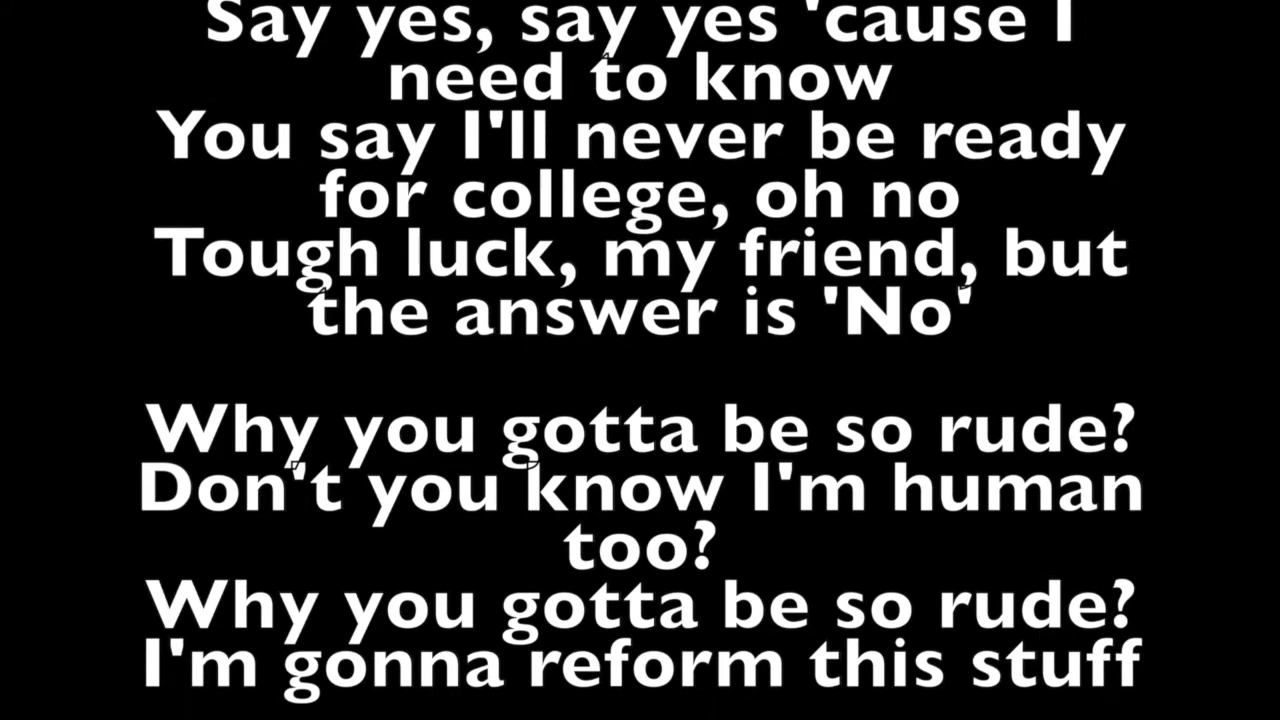 Say yes, say yes 'cause I
need to know
You say I'll never be ready
for college, oh no
Tough luck, my friend, but
the answer is 'No'
Why you gotta be so rude?
Don't you know I'm human
too?
Why you gotta be so rude?
I'm gonna reform this stuff